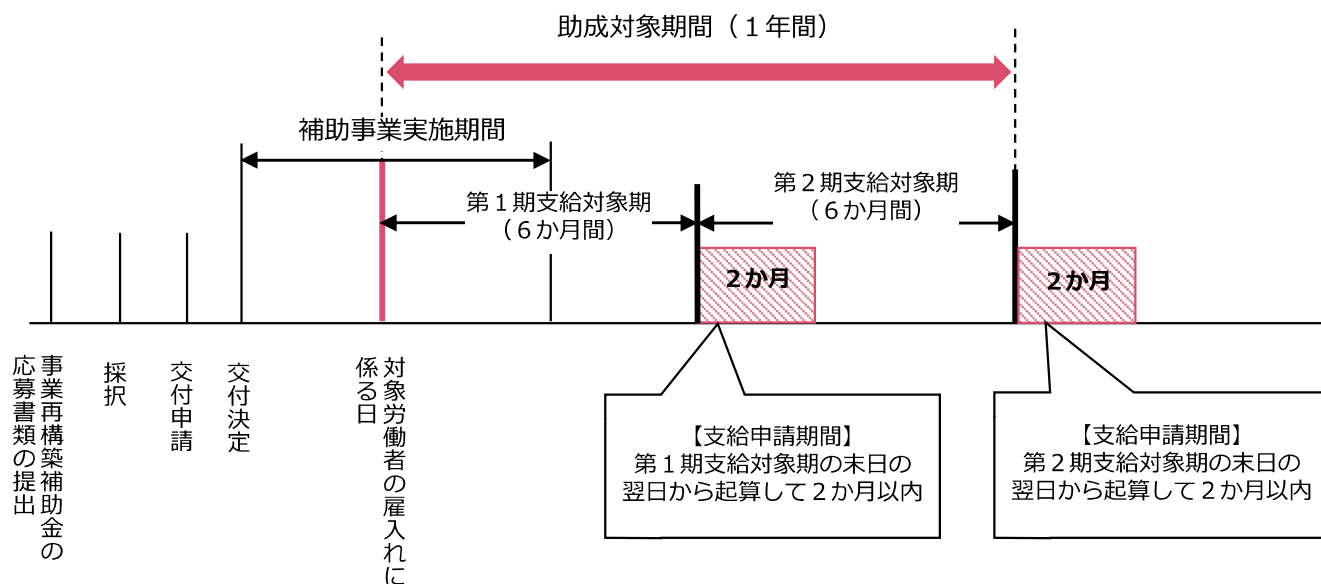 助成対象期間（１年間）
補助事業実施期間
第１期支給対象期
（６か月間）
第２期支給対象期
（６か月間）
２か月
２か月
事業再構築補助金の
応募書類の提出
採択
交付申請
交付決定
対象労働者の雇入れに
係る日
【支給申請期間】
第１期支給対象期の末日の
翌日から起算して２か月以内
【支給申請期間】
第２期支給対象期の末日の
翌日から起算して２か月以内